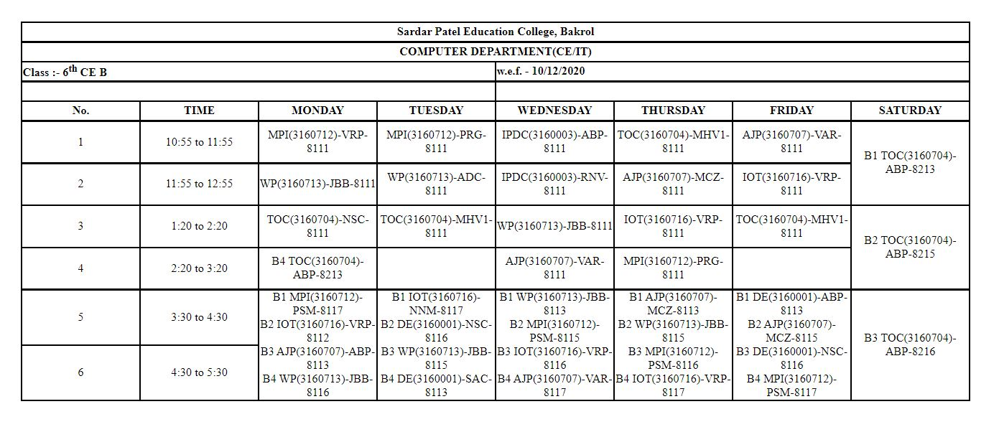 Sardar Patel Education College, Bakrol
COMPUTER DEPARTMENT(CE/IT)
Class :- 6th CE B
w.e.f. - 10/12/2020
No.
TIME
MONDAY
TUESDAY
WEDNESDAY
THURSDAY
FRIDAY
SATURDAY
1
10:55 to 11:55
MPI(3160712)-VRP-
8111
MPI(3160712)-PRG-
8111
IPDC(3160003)-ABP-
8111
TOC(3160704)-MHV1-
8111
AJP(3160707)-VAR-
8111
B1 TOC(3160704)-
ABP-8213
2
11:55 to 12:55
WP(3160713)-JBB-8111
WP(3160713)-ADC-
8111
IPDC(3160003)-RNV-
8111
AJP(3160707)-MCZ-
8111
IOT(3160716)-VRP-
8111
3
1:20 to 2:20
TOC(3160704)-NSC-
8111
TOC(3160704)-MHV1-
8111
WP(3160713)-JBB-8111
IOT(3160716)-VRP-
8111
TOC(3160704)-MHV1-
8111
B2 TOC(3160704)-
ABP-8215
4
2:20 to 3:20
B4 TOC(3160704)-
ABP-8213
AJP(3160707)-VAR-
8111
MPI(3160712)-PRG-
8111
5
3:30 to 4:30
B1 MPI(3160712)-
PSM-8117
B2 IOT(3160716)-VRP-
8112
B3 AJP(3160707)-ABP-
8113
B4 WP(3160713)-JBB-
8116
B1 IOT(3160716)-
NNM-8117
B2 DE(3160001)-NSC-
8116
B3 WP(3160713)-JBB-
8115
B4 DE(3160001)-SAC-
8113
B1 WP(3160713)-JBB-
8113
B2 MPI(3160712)-
PSM-8115
B3 IOT(3160716)-VRP-
8116
B4 AJP(3160707)-VAR-
8117
B1 AJP(3160707)-
MCZ-8113
B2 WP(3160713)-JBB-
8115
B3 MPI(3160712)-
PSM-8116
B4 IOT(3160716)-VRP-
8117
B1 DE(3160001)-ABP-
8113
B2 AJP(3160707)-
MCZ-8115
B3 DE(3160001)-NSC-
8116
B4 MPI(3160712)-
PSM-8117
B3 TOC(3160704)-
ABP-8216
6
4:30 to 5:30